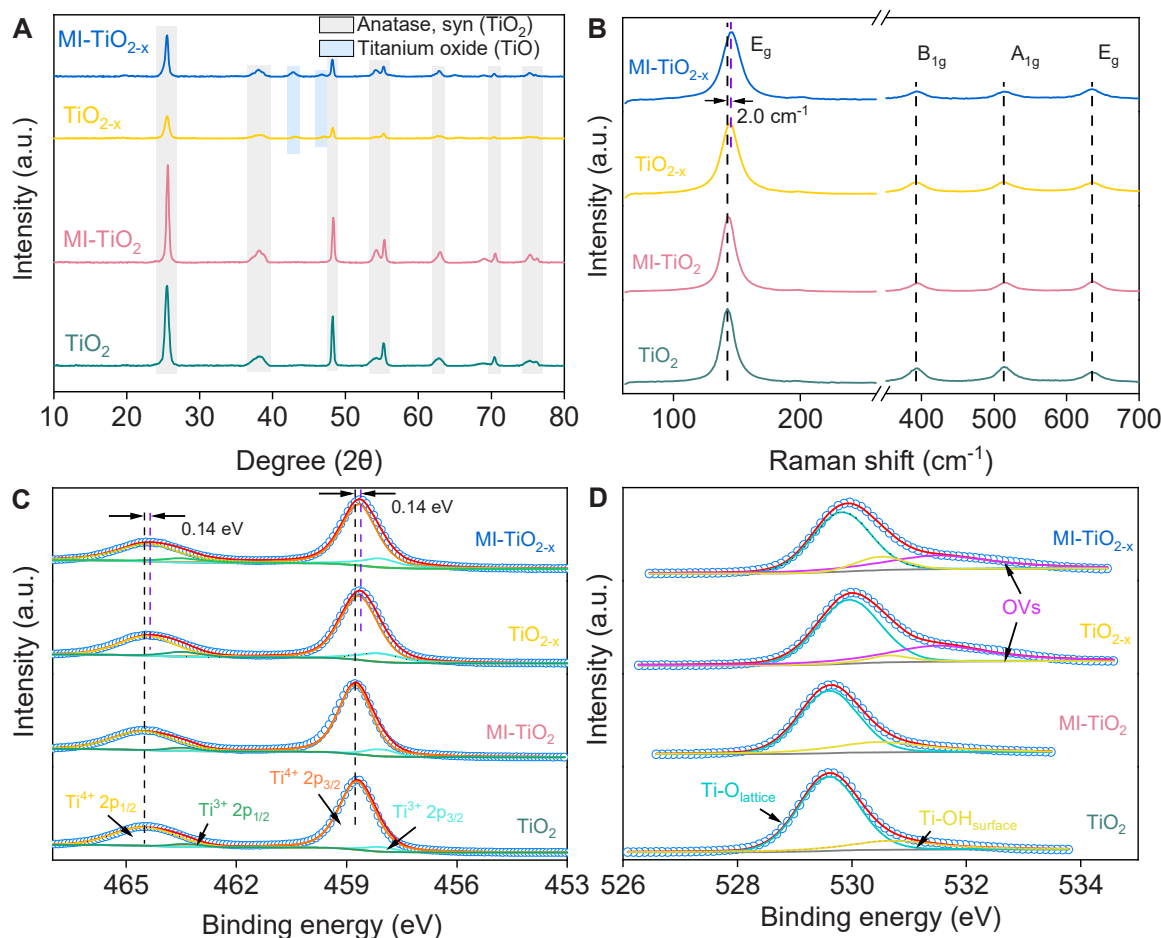 A
Anatase, syn (TiO2)
Titanium oxide (TiO)
MI-TiO2-x
TiO2-x
MI-TiO2
TiO2
Intensity (a.u.)
10 20 30 40 50 60 70 80
Degree (2θ)
B
Eg
B1g
A1g
Eg
MI-TiO2-x
2.0 cm-1
TiO2-x
MI-TiO2
TiO2
Intensity (a.u.)
100 200 400 500 600 700
Raman shift (cm-1)
C
0.14 eV
0.14 eV
MI-TiO2-x
TiO2-x
MI-TiO2
Ti4+ 2p1/2
Ti3+ 2p1/2
Ti4+ 2p3/2
Ti3+ 2p3/2
TiO2
Intensity (a.u.)
465 462 459 456 453
Binding energy (eV)
D
MI-TiO2-x
OVs
TiO2-x
MI-TiO2
Ti-Olattice
Ti-OHsurface
TiO2
Intensity (a.u.)
526 528 530 532 534
Binding energy (eV)